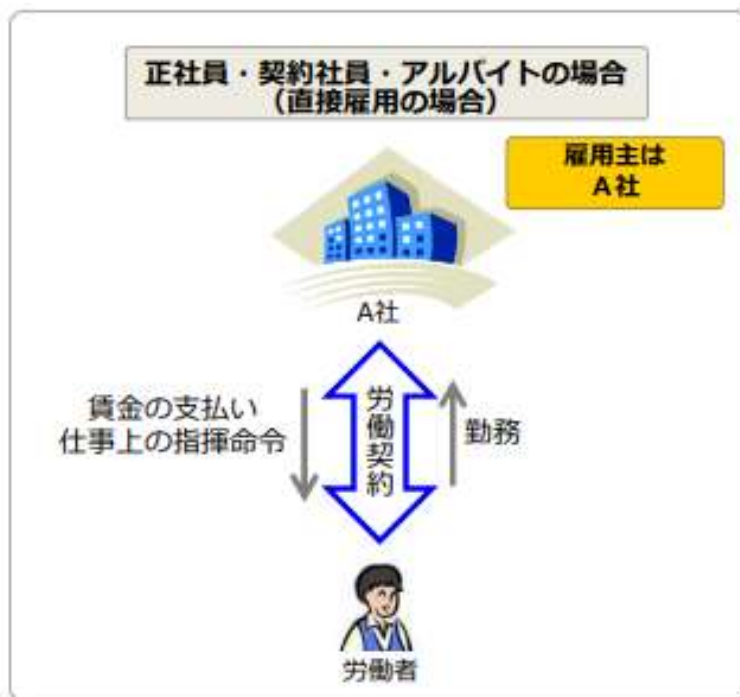 正社員・契約社員・アルバイトの場合
（直接雇用の場合）
雇用主は
A社
A社
賃金の支払い
仕事上の指揮命令
労働契約
勤務
労働者